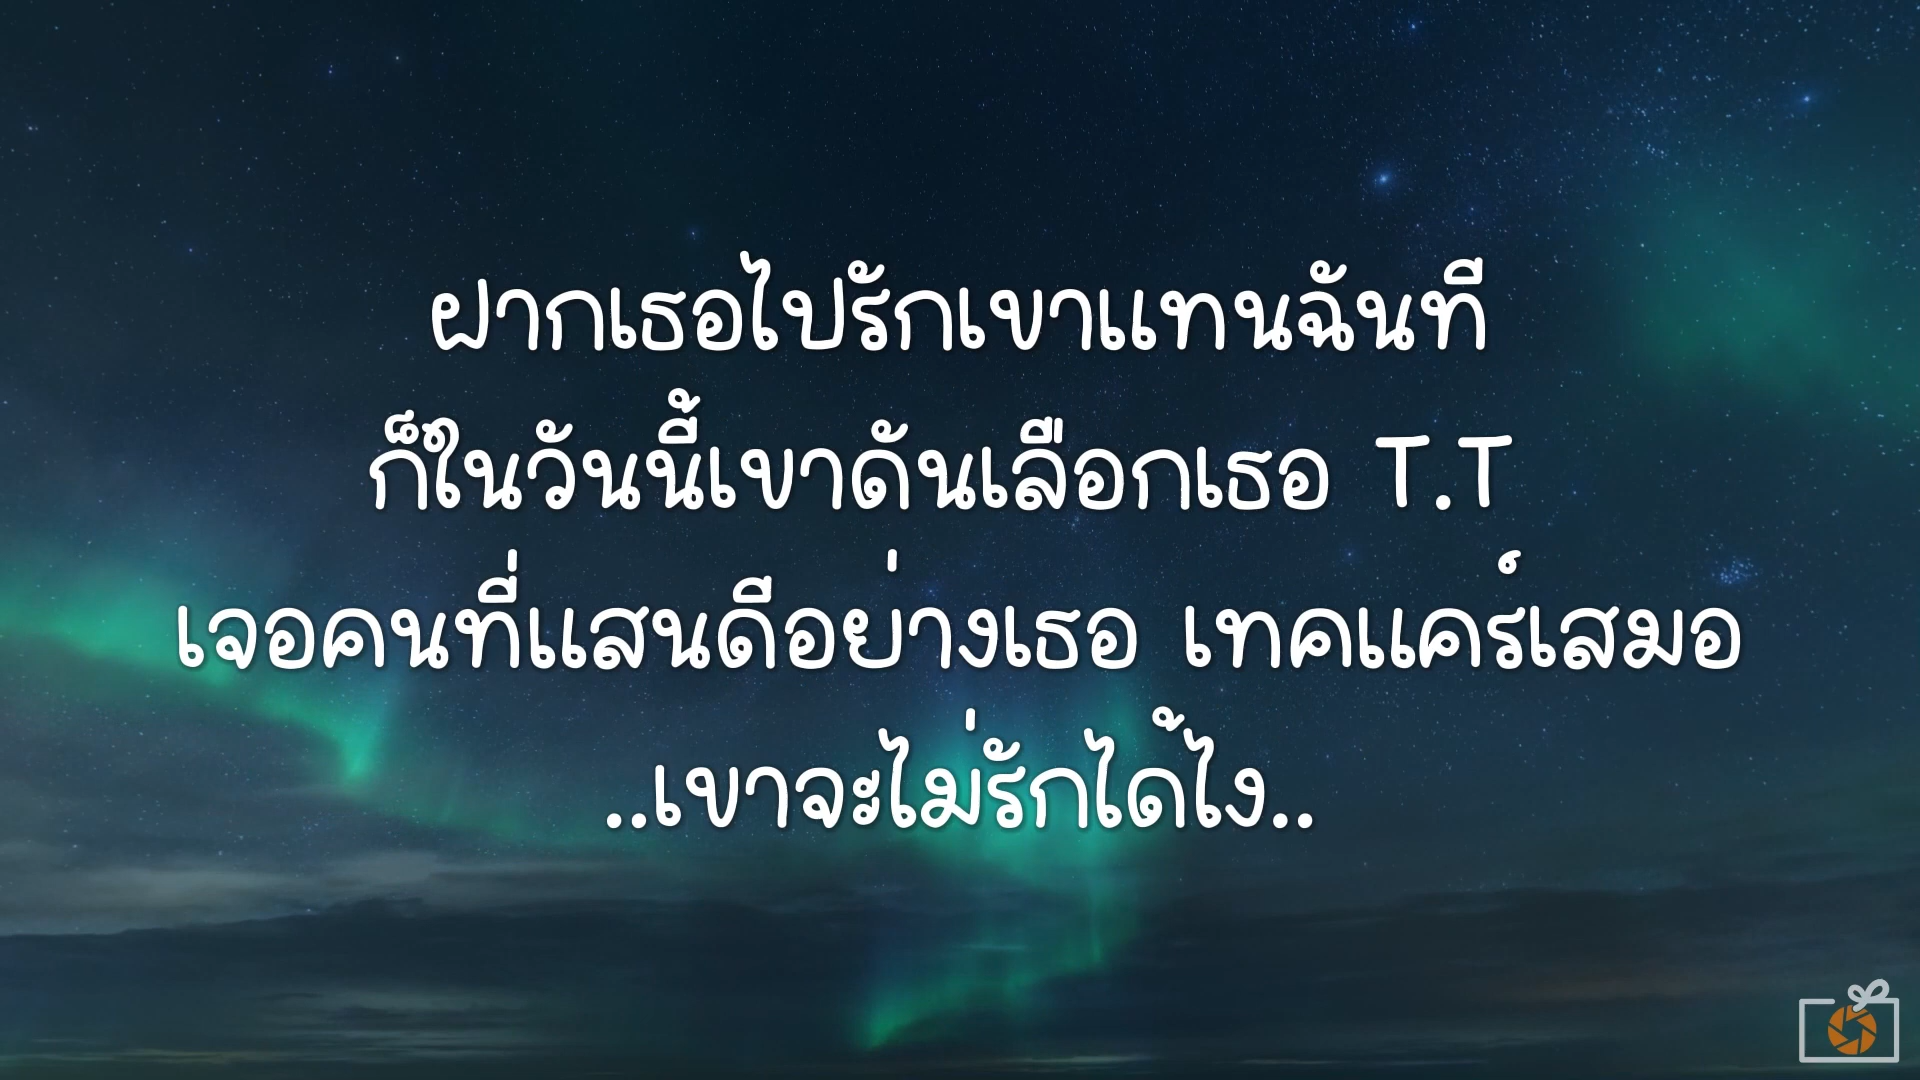 ฝากเธอไปรักเขาแทนฉันที
ก็ในวันนี้เขาดันเลือกเธอ T.T
เจอคนที่แสนดีอย่างเธอ เทคแคร์เสมอ
..เขาจะไม่รักได้ไง..